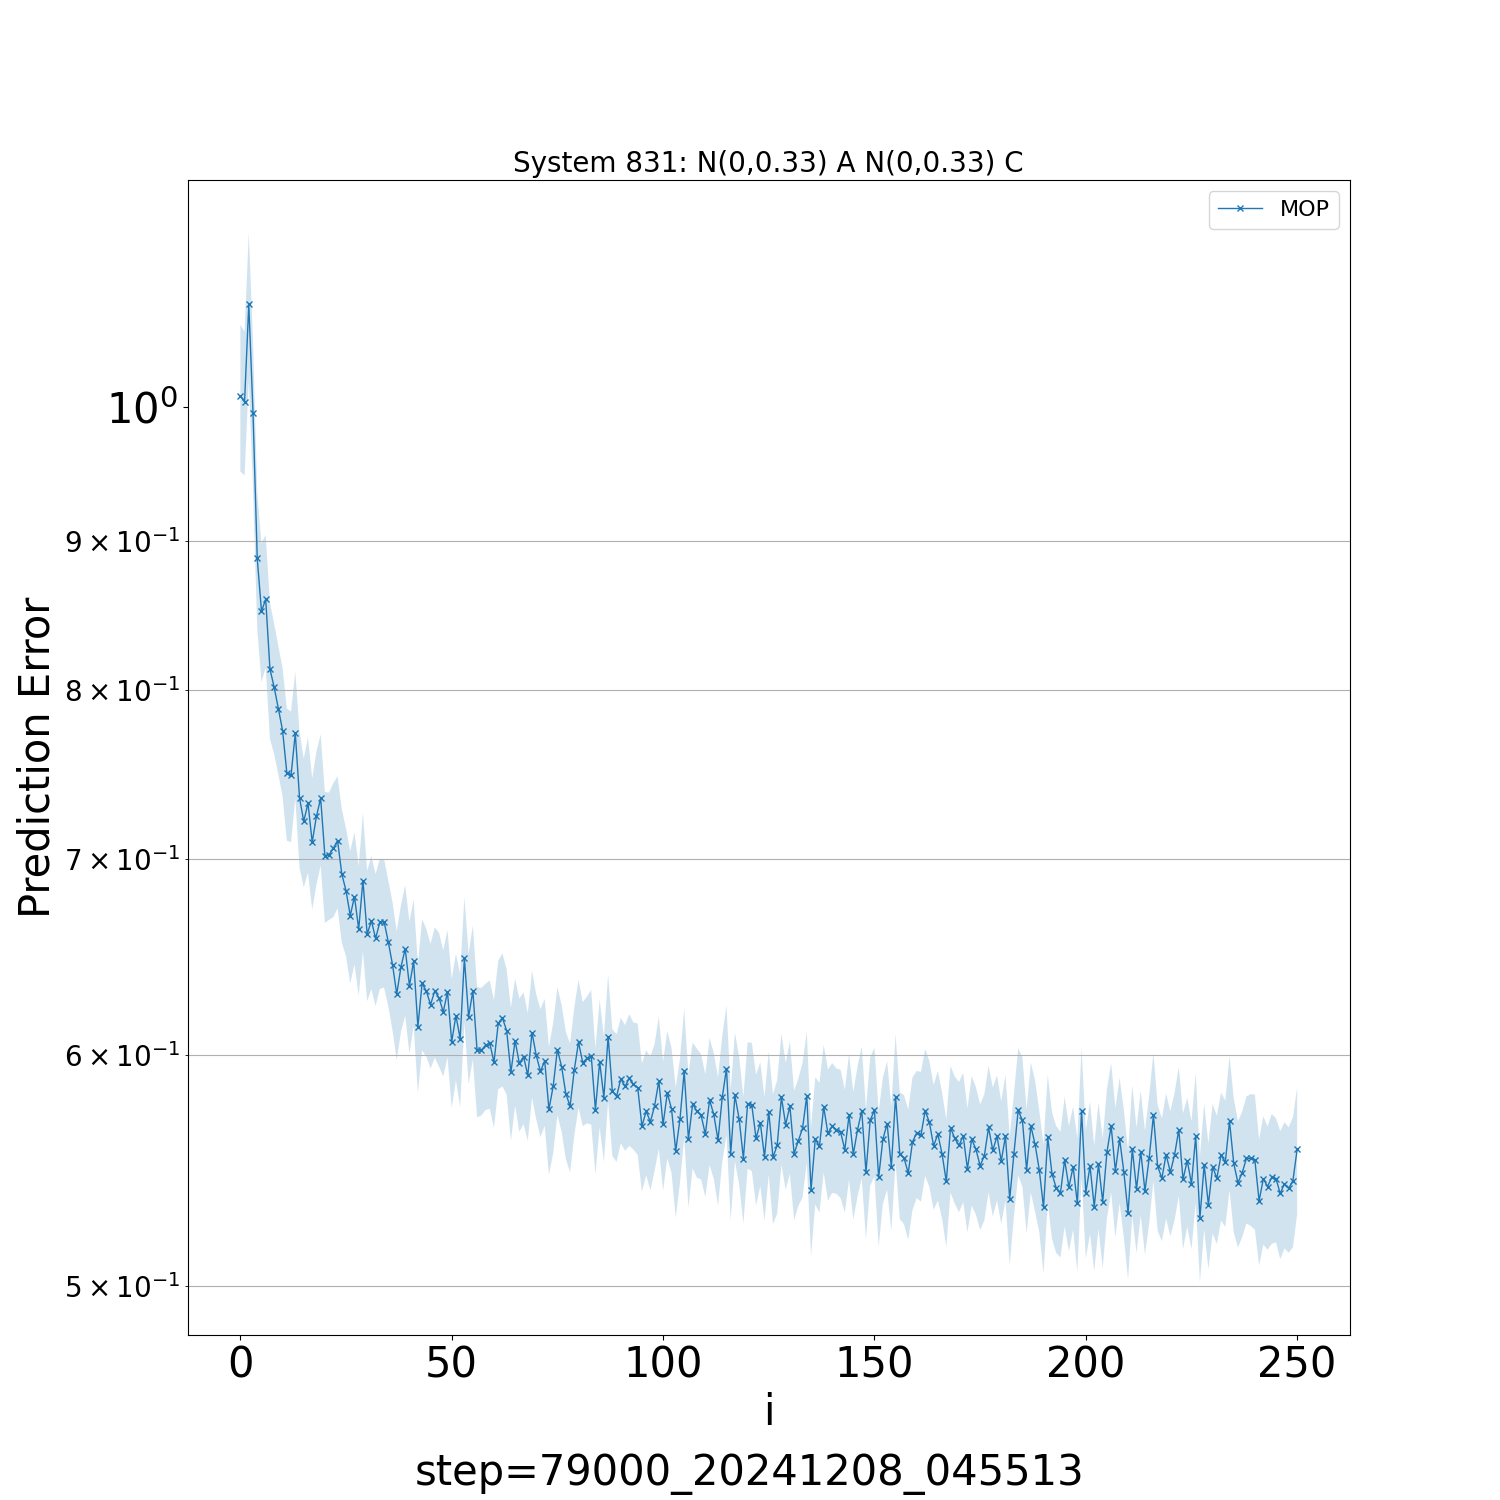 System 831: N(0,0.33) A N(0,0.33) C
MOP
10⁰
9 × 10⁻¹
8 × 10⁻¹
7 × 10⁻¹
6 × 10⁻¹
5 × 10⁻¹
Prediction Error
0 50 100 150 200 250
i
step=79000_20241208_045513